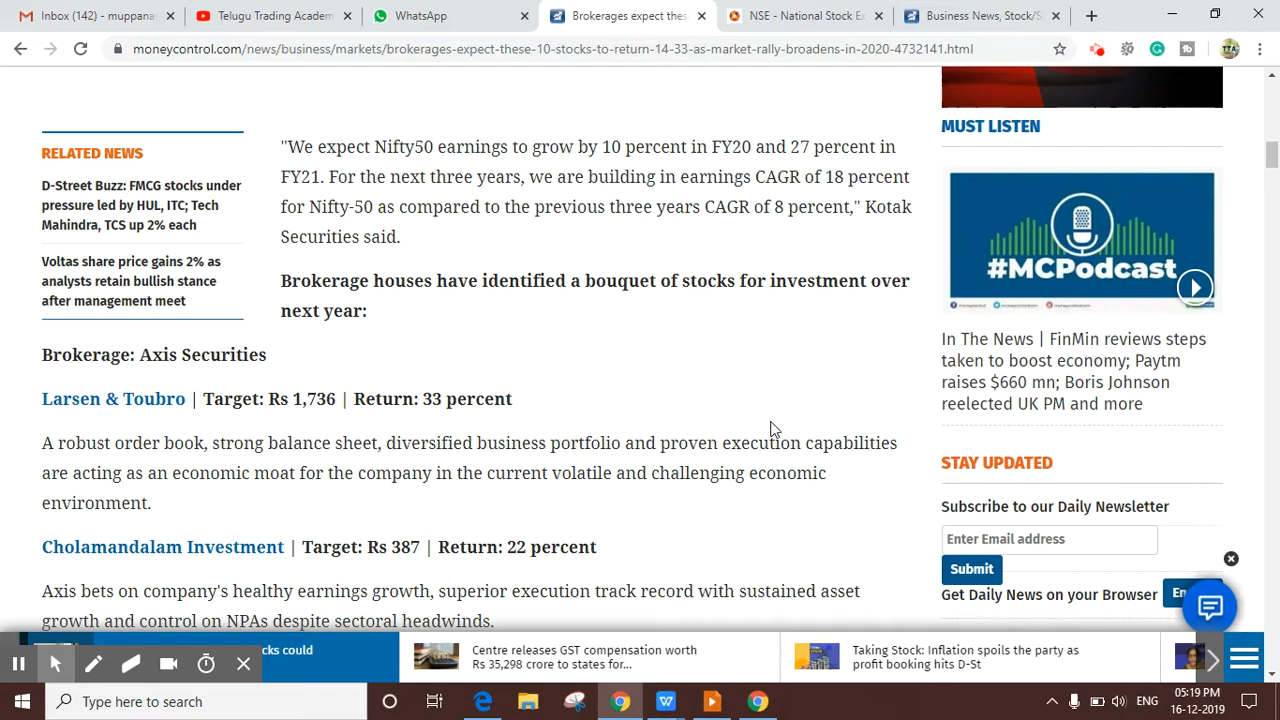 Inbox (142) - muppanas
Telugu Trading Academ
WhatsApp
Brokerages expect these
NSE - National Stock Ex
Business News, Stock/S
moneycontrol.com/news/business/markets/brokerages-expect-these-10-stocks-to-return-14-33-as-market-rally-broadens-in-2020-4732141.html
RELATED NEWS
D-Street Buzz: FMCG stocks under
pressure led by HUL, ITC; Tech
Mahindra, TCS up 2% each
Voltas share price gains 2% as
analysts retain bullish stance
after management meet
"We expect Nifty50 earnings to grow by 10 percent in FY20 and 27 percent in
FY21. For the next three years, we are building in earnings CAGR of 18 percent
for Nifty-50 as compared to the previous three years CAGR of 8 percent," Kotak
Securities said.
Brokerage houses have identified a bouquet of stocks for investment over
next year:
Brokerage: Axis Securities
Larsen & Toubro | Target: Rs 1,736 | Return: 33 percent
A robust order book, strong balance sheet, diversified business portfolio and proven execution capabilities
are acting as an economic moat for the company in the current volatile and challenging economic
environment.
Cholamandalam Investment | Target: Rs 387 | Return: 22 percent
Axis bets on company's healthy earnings growth, superior execution track record with sustained asset
growth and control on NPAs despite sectoral headwinds.
MUST LISTEN
#MCPodcast
In The News | FinMin reviews steps
taken to boost economy; Paytm
raises $660 mn; Boris Johnson
reelected UK PM and more
STAY UPDATED
Subscribe to our Daily Newsletter
Enter Email address
Submit
Get Daily News on your Browser
En
cks could
Centre releases GST compensation worth
Rs 35,298 crore to states for...
Taking Stock: Inflation spoils the party as
profit booking hits D-St
Type here to search
ENG
05:19 PM
16-12-2019